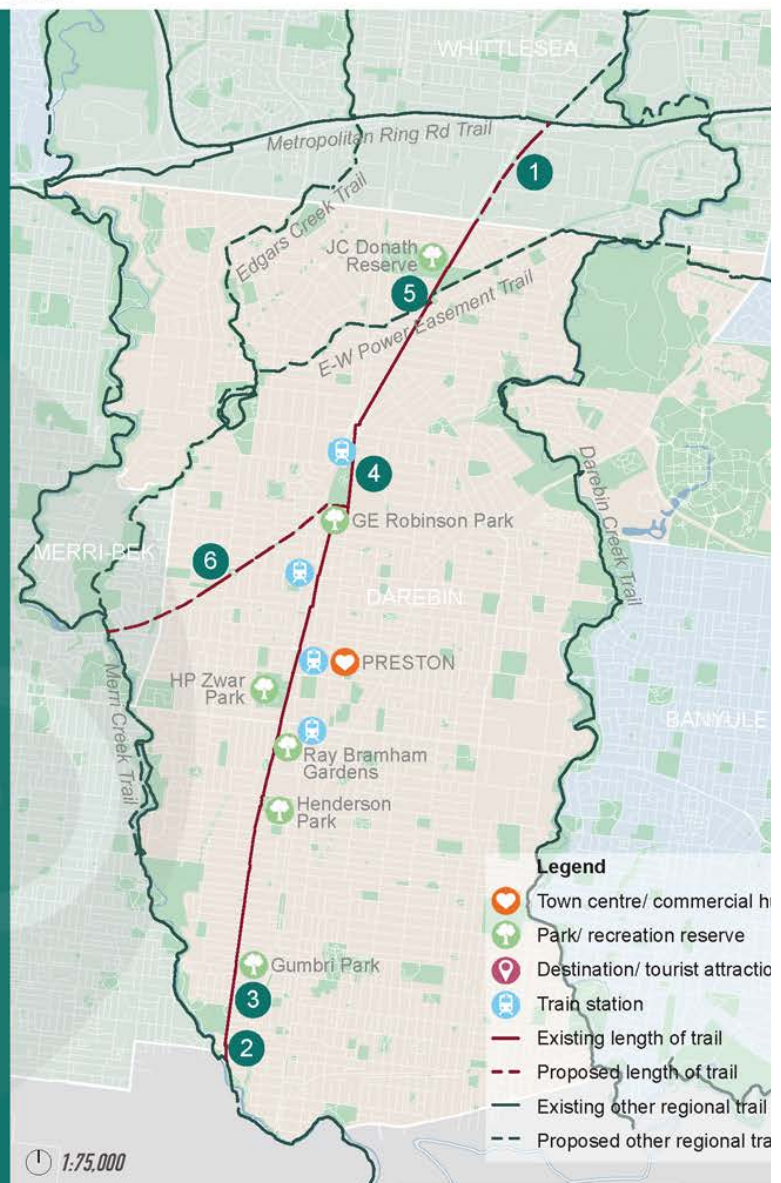 WHITTLESEA
Metropolitan Ring Rd Trail
1
Edgars Creek Trail
JC Donath
Reserve
5
E-W Power Easement Trail
4
GE Robinson Park
Darebin Creek Trail
MERRI-BEK
6
DAREBIN
PRESTON
HP Zwar
Park
Merri Creek Trail
BANYULE
Ray Bramham
Gardens
Henderson
Park
Gumbri Park
3
2
Legend
Town centre/ commercial hu
Park/ recreation reserve
Destination/ tourist attractio
Train station
Existing length of trail
Proposed length of trail
Existing other regional trail
Proposed other regional tra
1:75,000